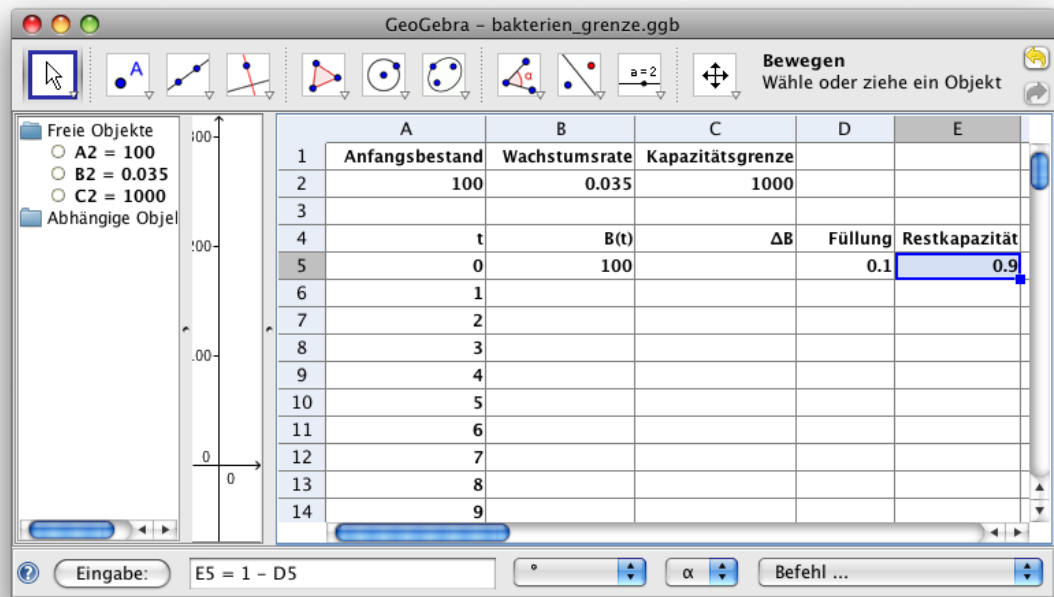 GeoGebra – bakterien_grenze.ggb
A
α
a=2
Bewegen
Wähle oder ziehe ein Objekt
Freie Objekte
A2 = 100
B2 = 0.035
C2 = 1000
Abhängige Objel
300
200
100
0
0
A B C D E
1 Anfangsbestand Wachstumsrate Kapazitätsgrenze
2 100 0.035 1000
3
4 t B(t) ΔB Füllung Restkapazität
5 0 100 0.1 0.9
6 1
7 2
8 3
9 4
10 5
11 6
12 7
13 8
14 9
? Eingabe: E5 = 1 – D5 ° α Befehl ...